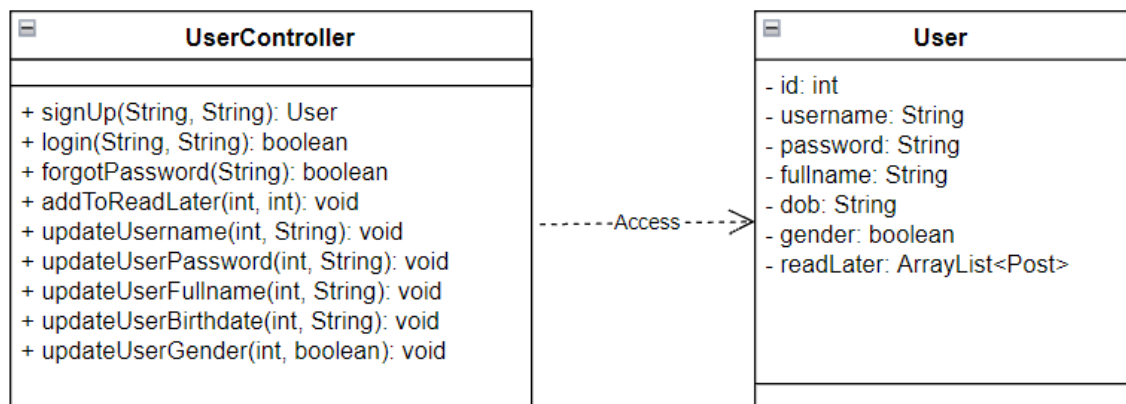 UserController
+ signUp(String, String): User
+ login(String, String): boolean
+ forgotPassword(String): boolean
+ addToReadLater(int, int): void
+ updateUsername(int, String): void
+ updateUserPassword(int, String): void
+ updateUserFullname(int, String): void
+ updateUserBirthdate(int, String): void
+ updateUserGender(int, boolean): void
Access
User
- id: int
- username: String
- password: String
- fullname: String
- dob: String
- gender: boolean
- readLater: ArrayList<Post>